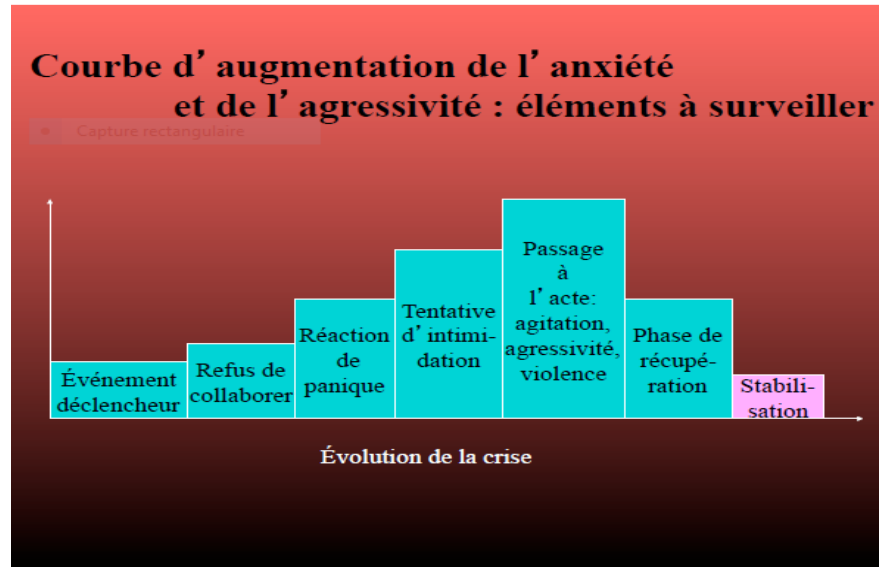 Courbe d’ augmentation de l’ anxiété
et de l’ agressivité : éléments à surveiller
Capture rectangulaire
Événement
déclencheur
Refus de
collaborer
Réaction
de
panique
Tentative
d’ intimi-
dation
Passage
à
l’ acte:
agitation,
agressivité,
violence
Phase de
récupé-
ration
Stabili-
sation
Évolution de la crise